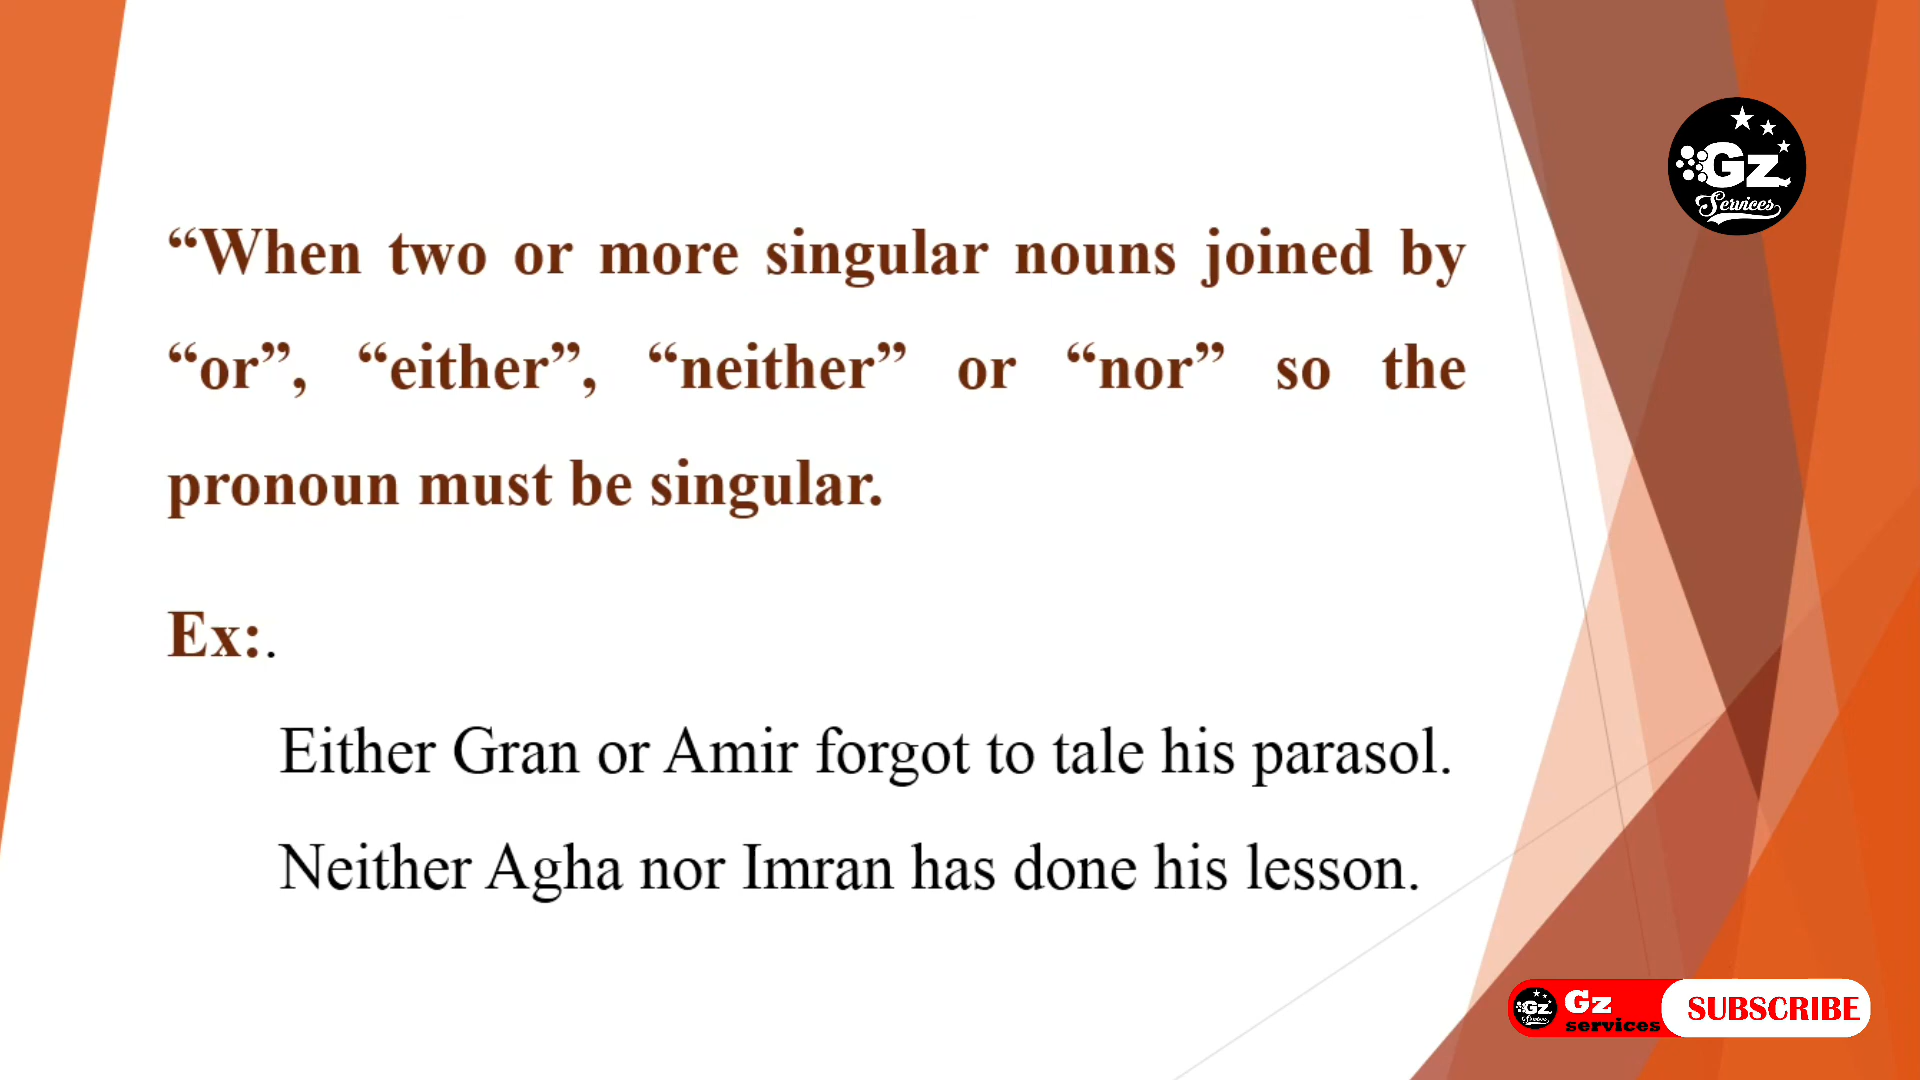 Gz
Services
“When two or more singular nouns joined by
“or”, “either”, “neither” or “nor” so the
pronoun must be singular.
Ex:.
Either Gran or Amir forgot to tale his parasol.
Neither Agha nor Imran has done his lesson.
Gz
Services
Gz
services
SUBSCRIBE